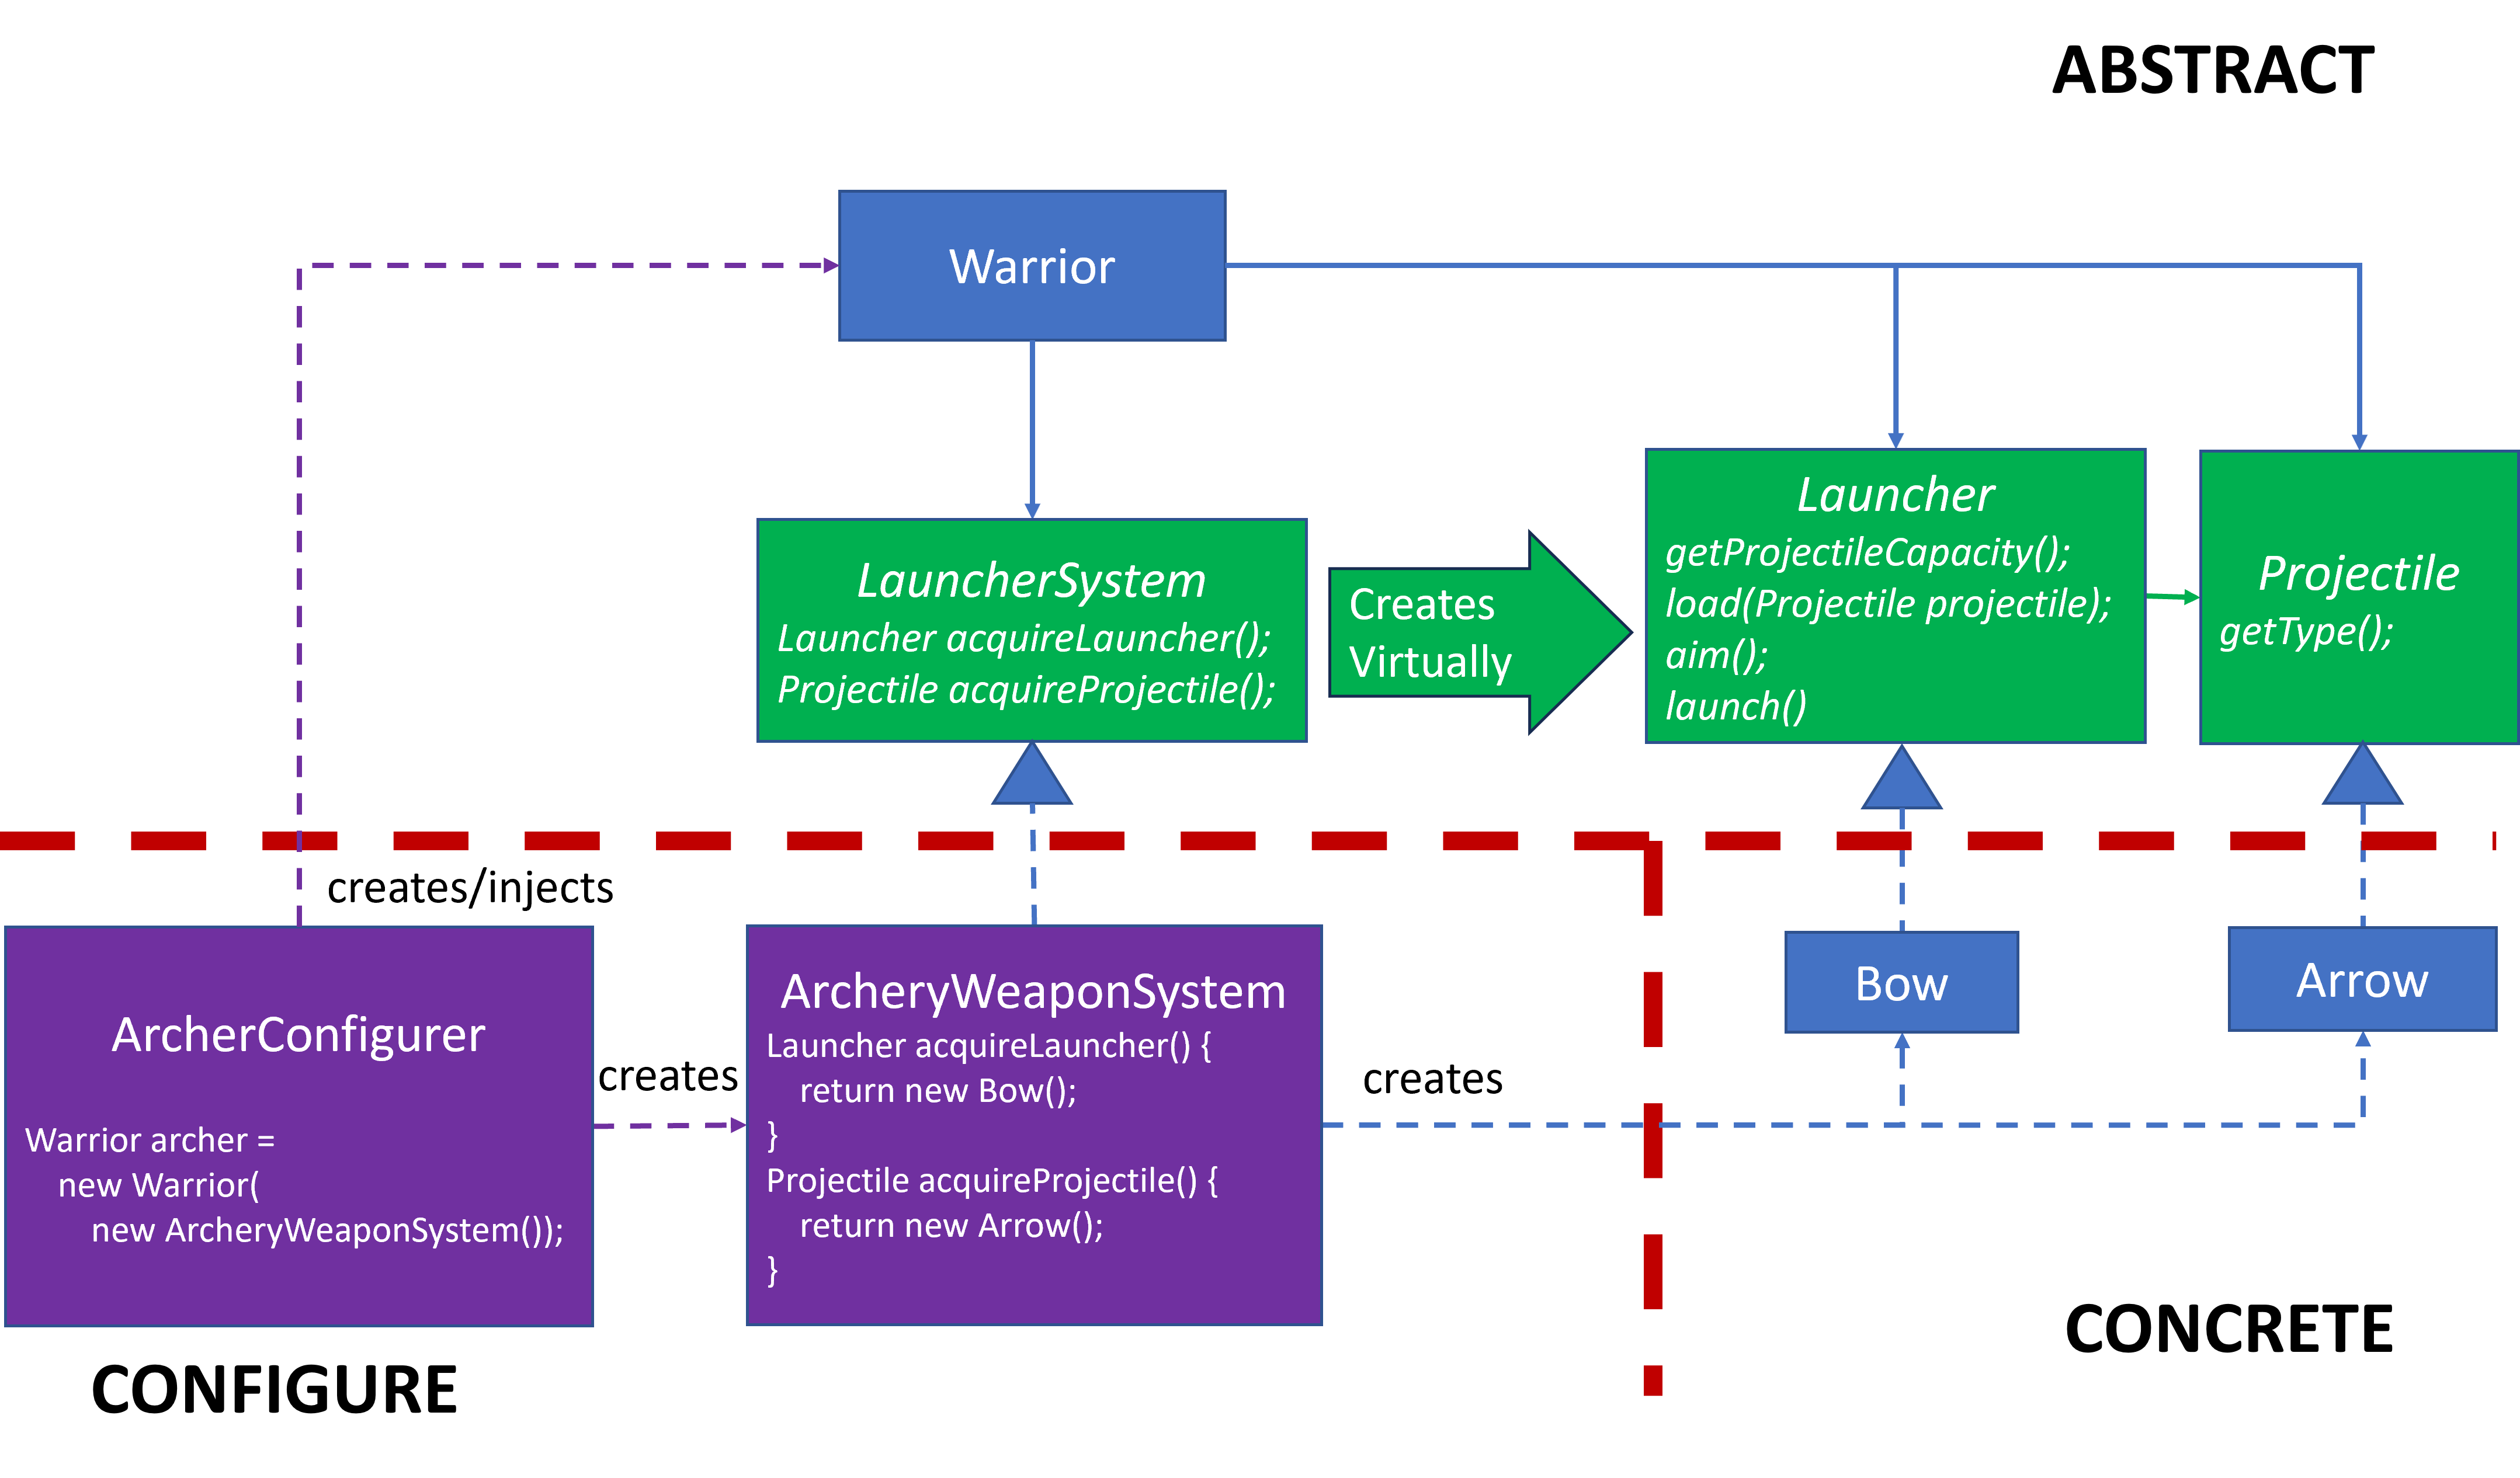 ABSTRACT
Warrior
LauncherSystem
Launcher acquireLauncher();
Projectile acquireProjectile();
Creates
Virtually
Launcher
getProjectileCapacity();
load(Projectile projectile);
aim();
launch()
Projectile
getType();
creates/injects
ArcherConfigurer
Warrior archer =
new Warrior(
new ArcheryWeaponSystem());
creates
ArcheryWeaponSystem
Launcher acquireLauncher() {
return new Bow();
}
Projectile acquireProjectile() {
return new Arrow();
}
creates
Bow
Arrow
CONFIGURE
CONCRETE